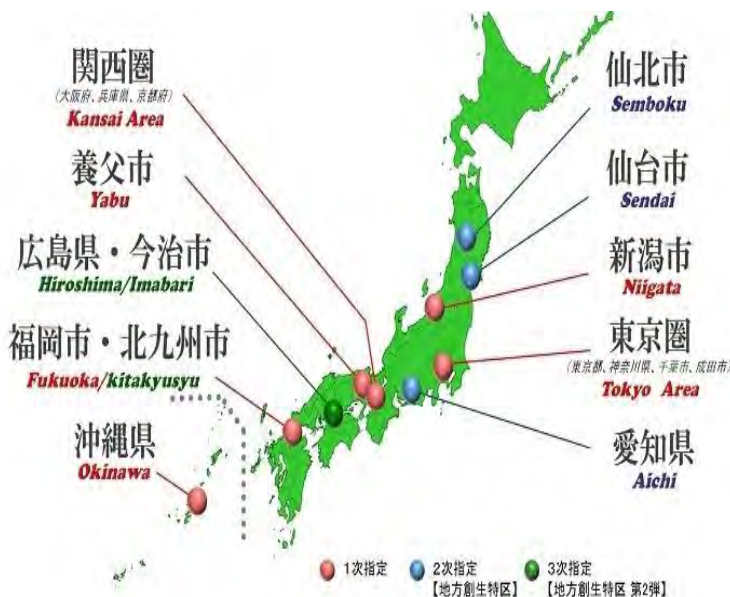 関西圏
(大阪府、兵庫県、京都府)
Kansai Area
養父市
Yabu
広島県・今治市
Hiroshima/Imabari
福岡市・北九州市
Fukuoka/kitakyusyu
沖縄県
Okinawa
仙北市
Semboku
仙台市
Sendai
新潟市
Niigata
東京圏
(東京都、神奈川県、千葉市、成田市)
Tokyo Area
愛知県
Aichi
1次指定
2次指定
【地方創生特区】
3次指定
【地方創生特区 第2弾】